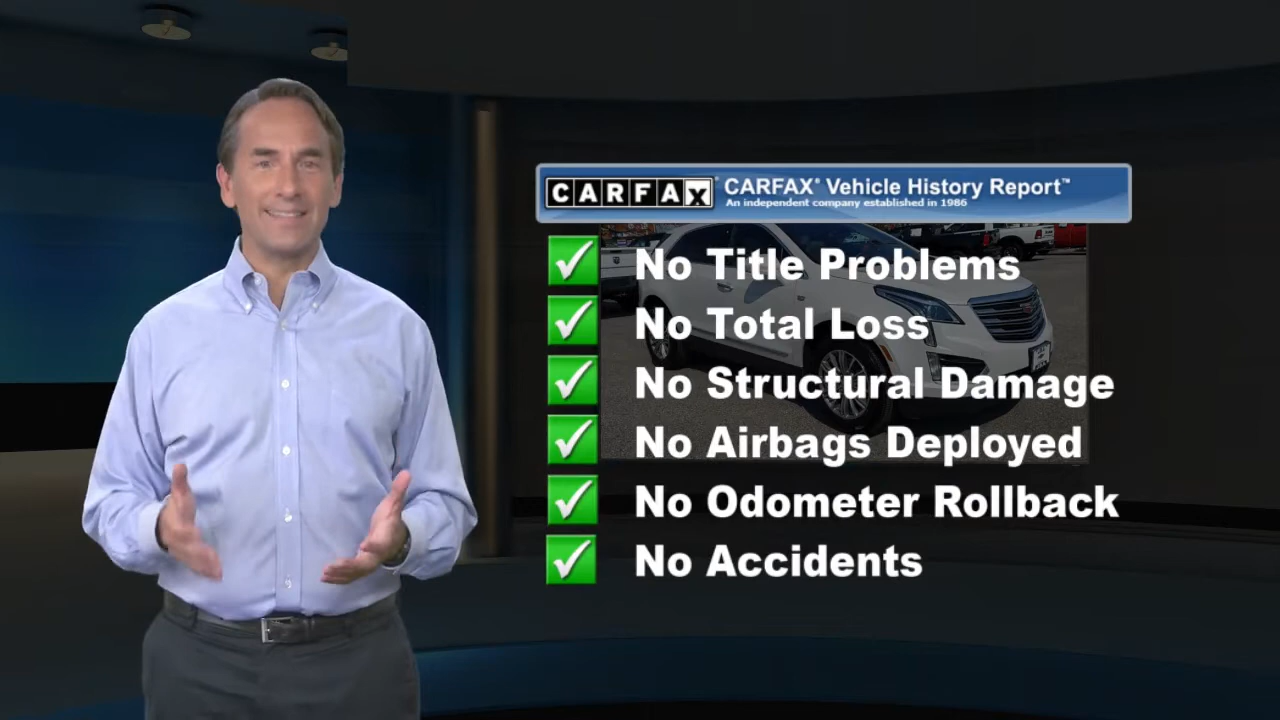 CARFAX CARFAX® Vehicle History Report™
An independent company established in 1986
No Title Problems
No Total Loss
No Structural Damage
No Airbags Deployed
No Odometer Rollback
No Accidents